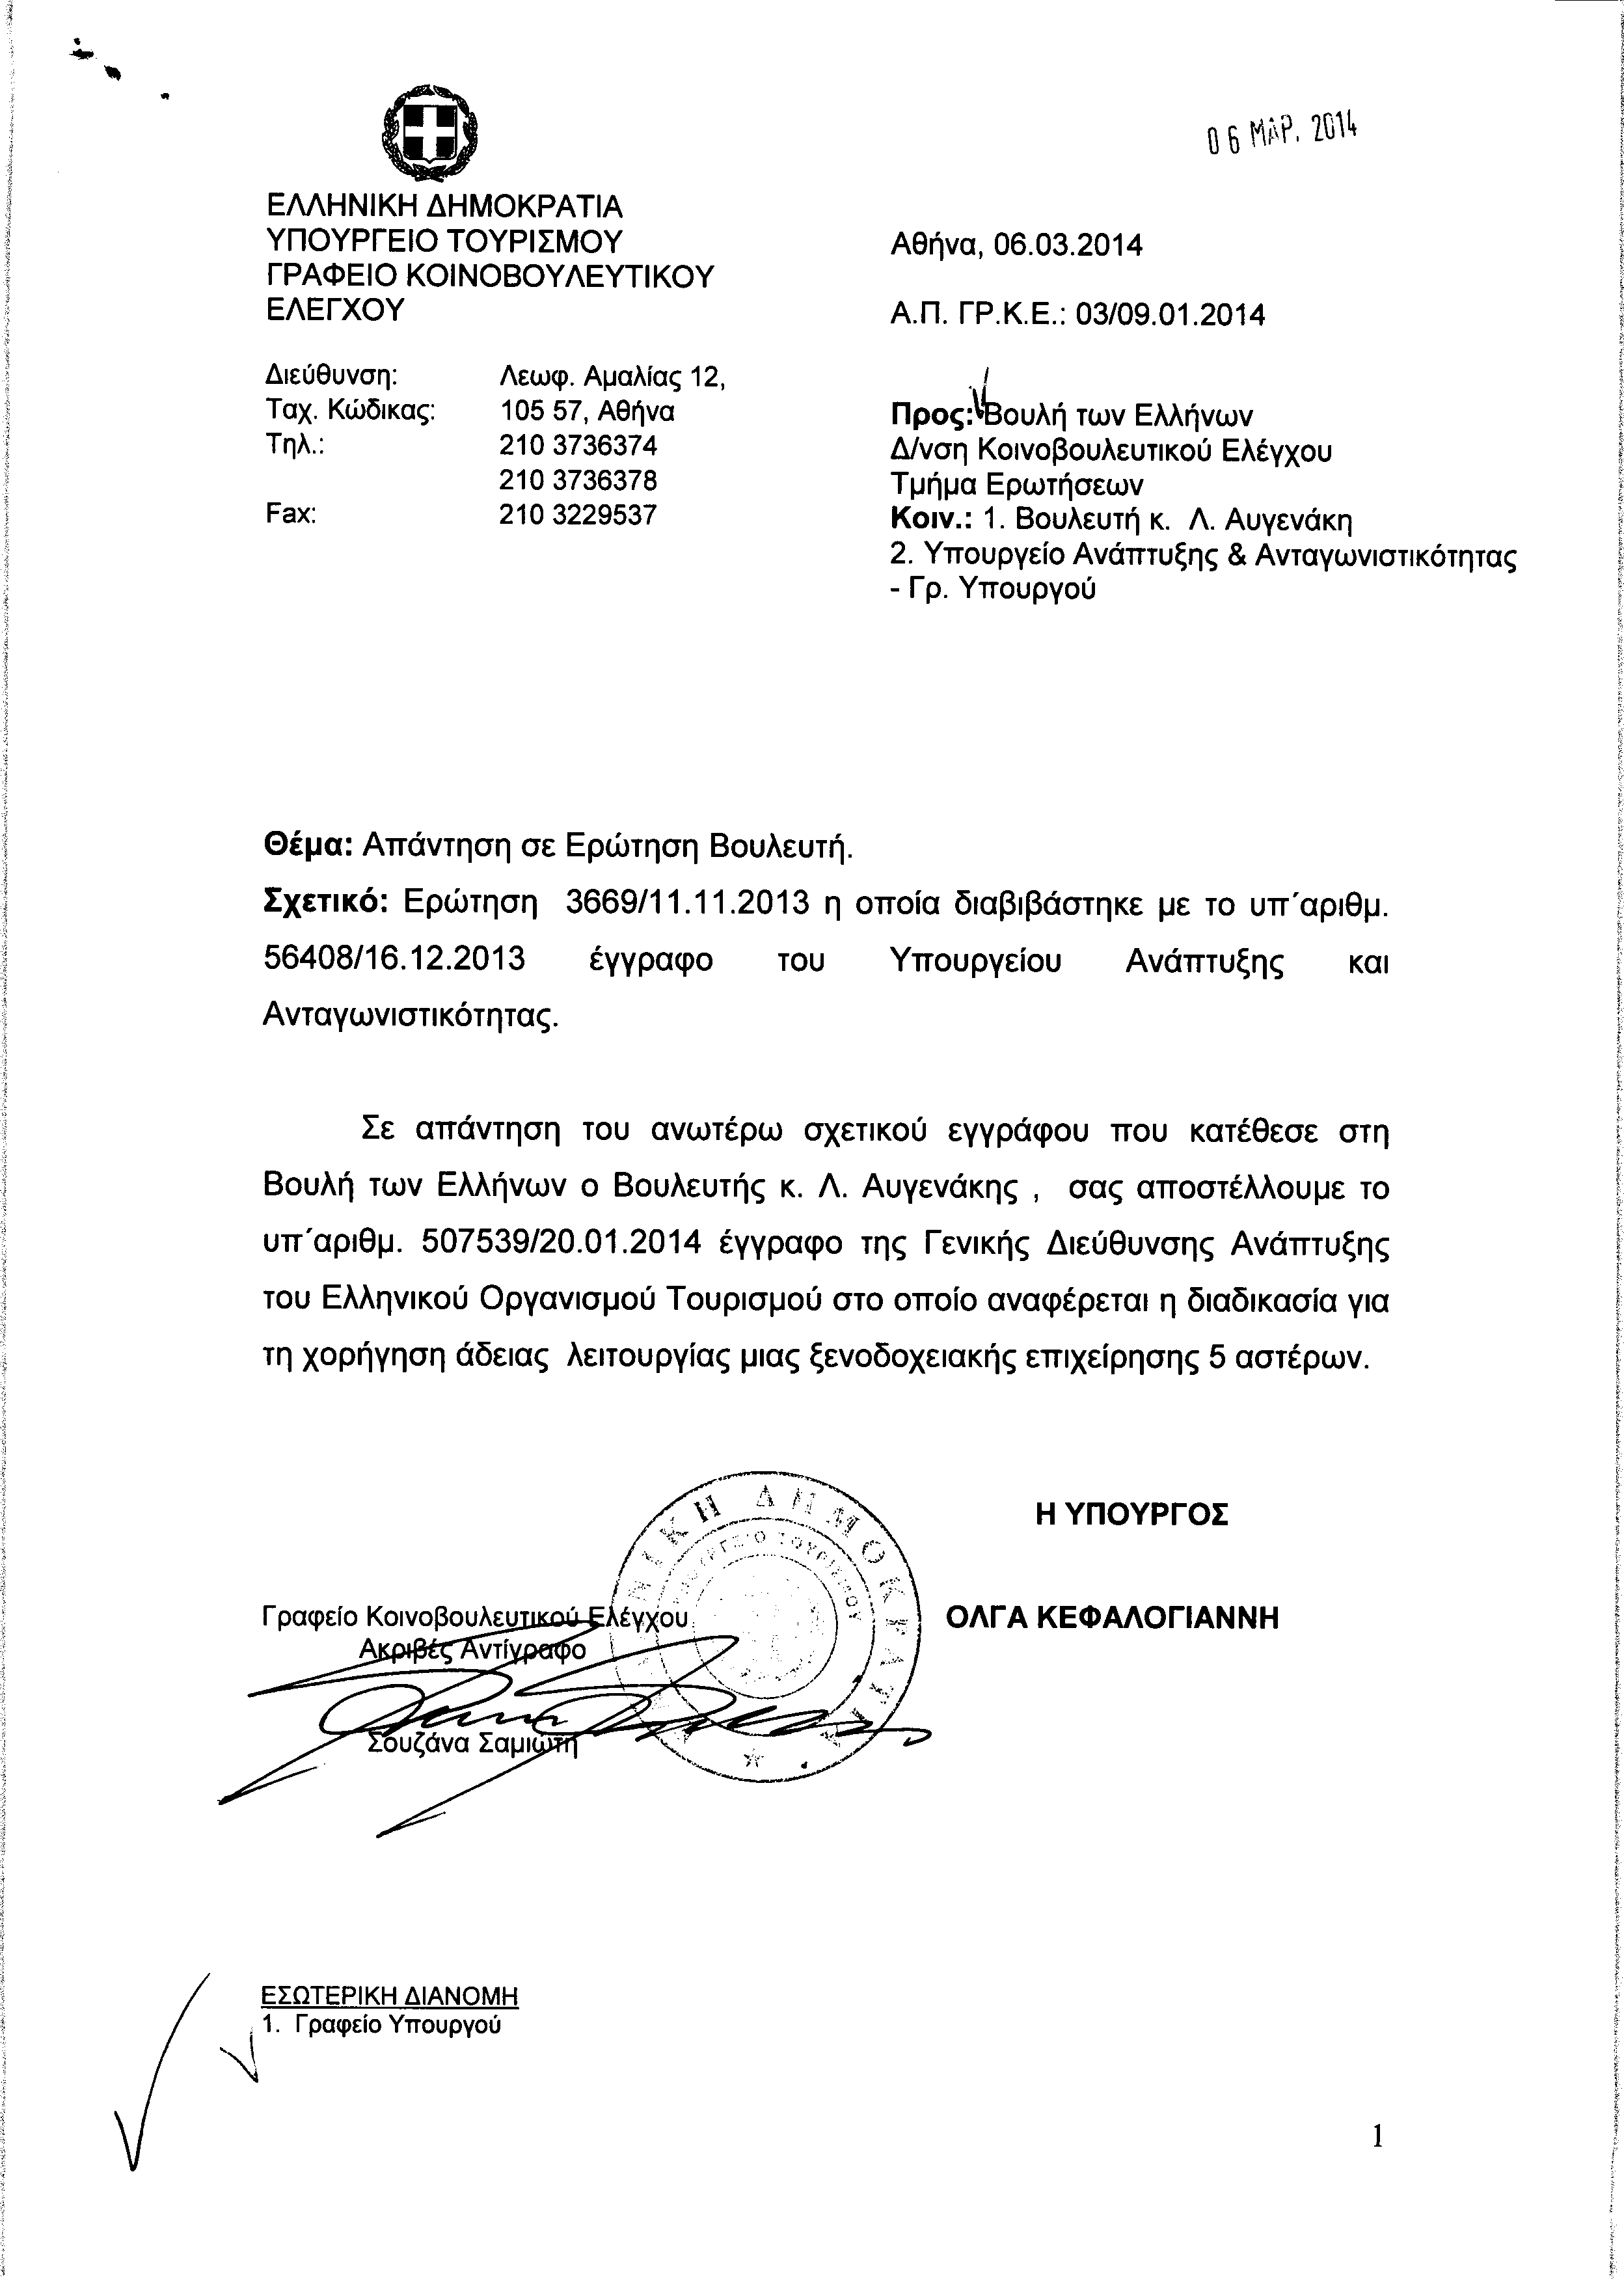 06 ΜΑΡ. 2014
ΕΛΛΗΝΙΚΗ ΔΗΜΟΚΡΑΤΙΑ
ΥΠΟΥΡΓΕΙΟ ΤΟΥΡΙΣΜΟΥ
ΓΡΑΦΕΙΟ ΚΟΙΝΟΒΟΥΛΕΥΤΙΚΟΥ
ΕΛΕΓΧΟΥ
Διεύθυνση: Λεωφ. Αμαλίας 12,
Ταχ. Κώδικας: 105 57, Αθήνα
Τηλ.: 210 3736374
210 3736378
Fax: 210 3229537
Αθήνα, 06.03.2014
Α.Π. ΓΡ.Κ.Ε.: 03/09.01.2014
Προς: Βουλή των Ελλήνων
Δ/νση Κοινοβουλευτικού Ελέγχου
Τμήμα Ερωτήσεων
Κοιν.: 1. Βουλευτή κ. Λ. Αυγενάκη
2. Υπουργείο Ανάπτυξης & Ανταγωνιστικότητας
- Γρ. Υπουργού
Θέμα: Απάντηση σε Ερώτηση Βουλευτή.
Σχετικό: Ερώτηση 3669/11.11.2013 η οποία διαβιβάστηκε με το υπ΄αριθμ.
56408/16.12.2013 έγγραφο του Υπουργείου Ανάπτυξης και
Ανταγωνιστικότητας.
Σε απάντηση του ανωτέρω σχετικού εγγράφου που κατέθεσε στη
Βουλή των Ελλήνων ο Βουλευτής κ. Λ. Αυγενάκης , σας αποστέλλουμε το
υπ΄αριθμ. 507539/20.01.2014 έγγραφο της Γενικής Διεύθυνσης Ανάπτυξης
του Ελληνικού Οργανισμού Τουρισμού στο οποίο αναφέρεται η διαδικασία για
τη χορήγηση άδειας λειτουργίας μιας ξενοδοχειακής επιχείρησης 5 αστέρων.
Η ΥΠΟΥΡΓΟΣ
ΟΛΓΑ ΚΕΦΑΛΟΓΙΑΝΝΗ
Γραφείο Κοινοβουλευτικού Ελέγχου
Ακριβές Αντίγραφο
Σουζάνα Σαμιώτη
ΔΗΜΟΚΡΑΤΙΑ
ΕΣΩΤΕΡΙΚΗ ΔΙΑΝΟΜΗ
1. Γραφείο Υπουργού
1